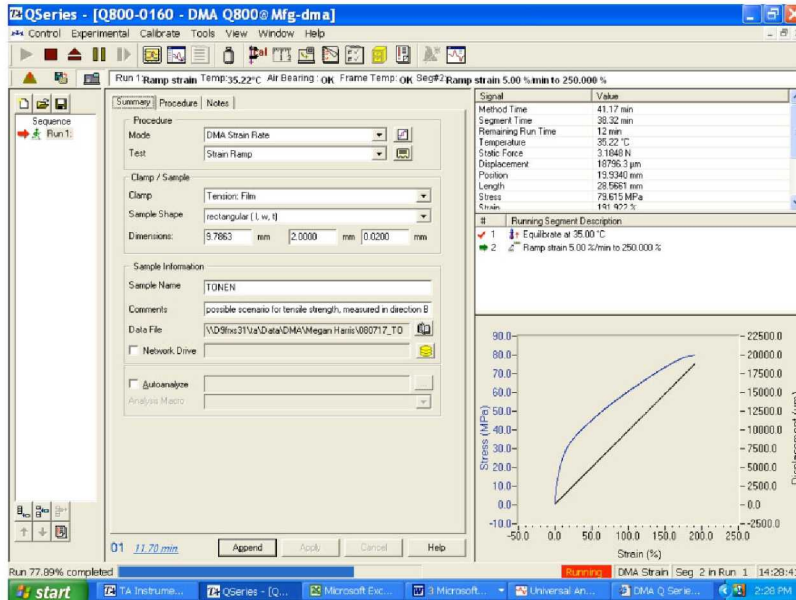 QSeries - [Q800-0160 - DMA Q800® Mfg-dma]
Control Experimental Calibrate Tools View Window Help
Run 1: Ramp strain Temp:35.22°C Air Bearing: OK Frame Temp: OK Seg#2:Ramp strain 5.00 %/min to 250.000 %
Sequence
Run 1:
Summary Procedure Notes
Procedure
Mode DMA Strain Rate
Test Strain Ramp
Clamp / Sample
Clamp Tension: Film
Sample Shape rectangular ( l, w, t)
Dimensions: 9.7863 mm 2.0000 mm 0.0200 mm
Sample Information
Sample Name TONEN
Comments possible scenario for tensile strength, measured in direction B
Data File
Network Drive
Autoanalyze
Analysis Macro
01 11.70 min Append Apply Cancel Help
Signal Value
Method Time 41.17 min
Segment Time 38.32 min
Remaining Run Time 12 min
Temperature 35.22 °C
Static Force 3.1848 N
Displacement 18796.3 µm
Position 19.9340 mm
Length 28.5661 mm
Stress 79.615 MPa
Strain 191.922 %
# Running Segment Description
1 Equilibrate at 35.00 °C
2 Ramp strain 5.00 %/min to 250.000 %
90.0
80.0
70.0
60.0
50.0
40.0
30.0
20.0
10.0
0.0
-10.0
Stress (MPa)
22500.0
20000.0
17500.0
15000.0
12500.0
10000.0
7500.0
5000.0
2500.0
0.0
-2500.0
Displacement (µm)
-50.0 0.0 50.0 100.0 150.0 200.0 250.0
Strain (%)
Run 77.89% completed Running DMA Strain Seg 2 in Run 1 14:28:4
start TA Instrume... QSeries - [Q... Microsoft Exc... 3 Microsoft... Universal An... DMA Q Serie... 2:28 PM